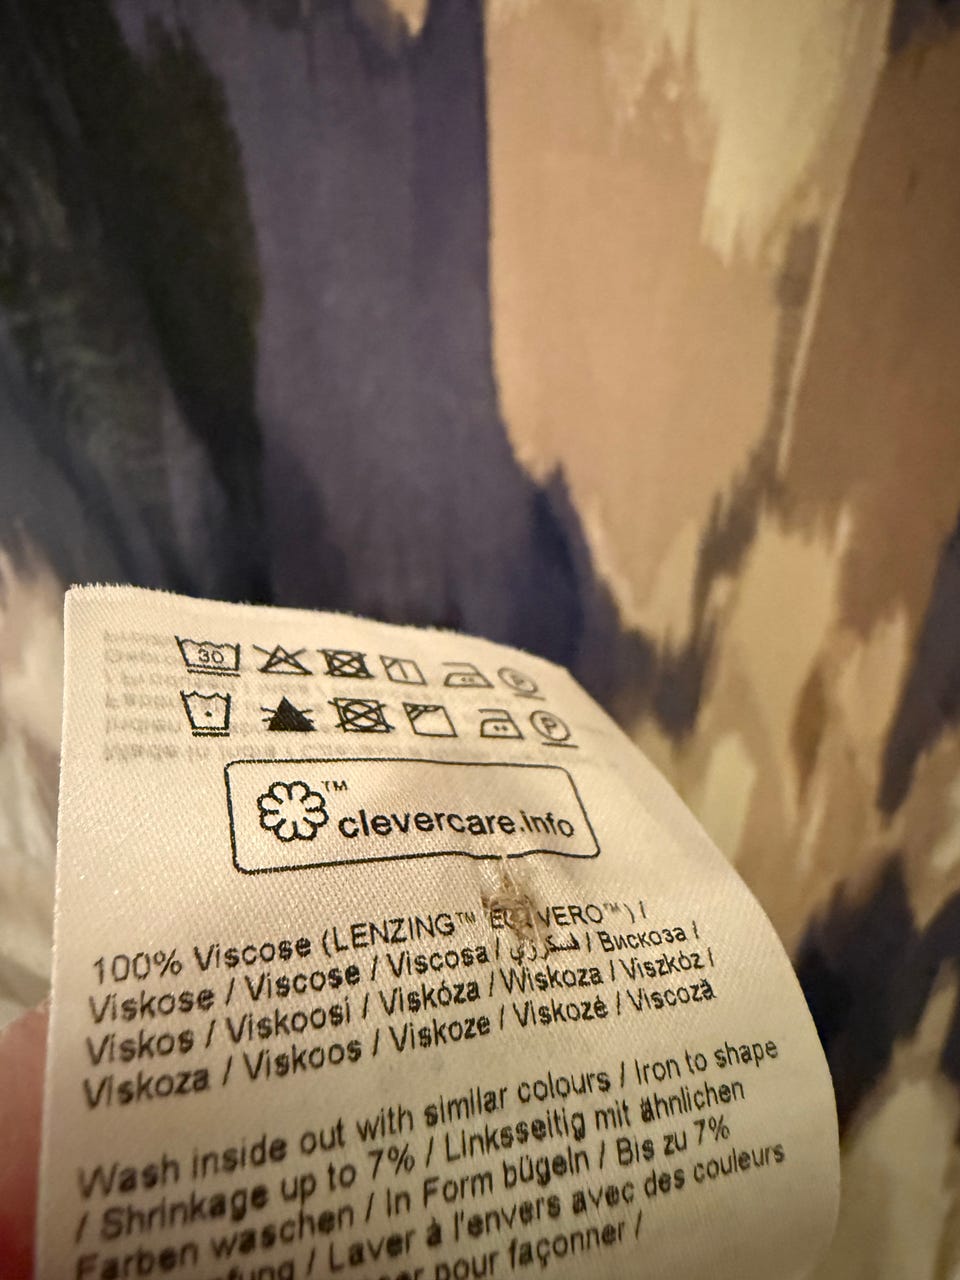 30
P
P
™
clevercare.info
100% Viscose (LENZING™ VERO™) /
Viskose / Viscose / Viscosa / فسكوز / Вискоза /
Viskos / Viskoosi / Viskóza / Wiskoza / Viszkóz /
Viskoza / Viskoos / Viskoze / Viskozė / Viscoză
Wash inside out with similar colours / Iron to shape
/ Shrinkage up to 7% / Linksseitig mit ähnlichen
Farben waschen / In Form bügeln / Bis zu 7%
/ Laver à l'envers avec des couleurs
pour façonner /